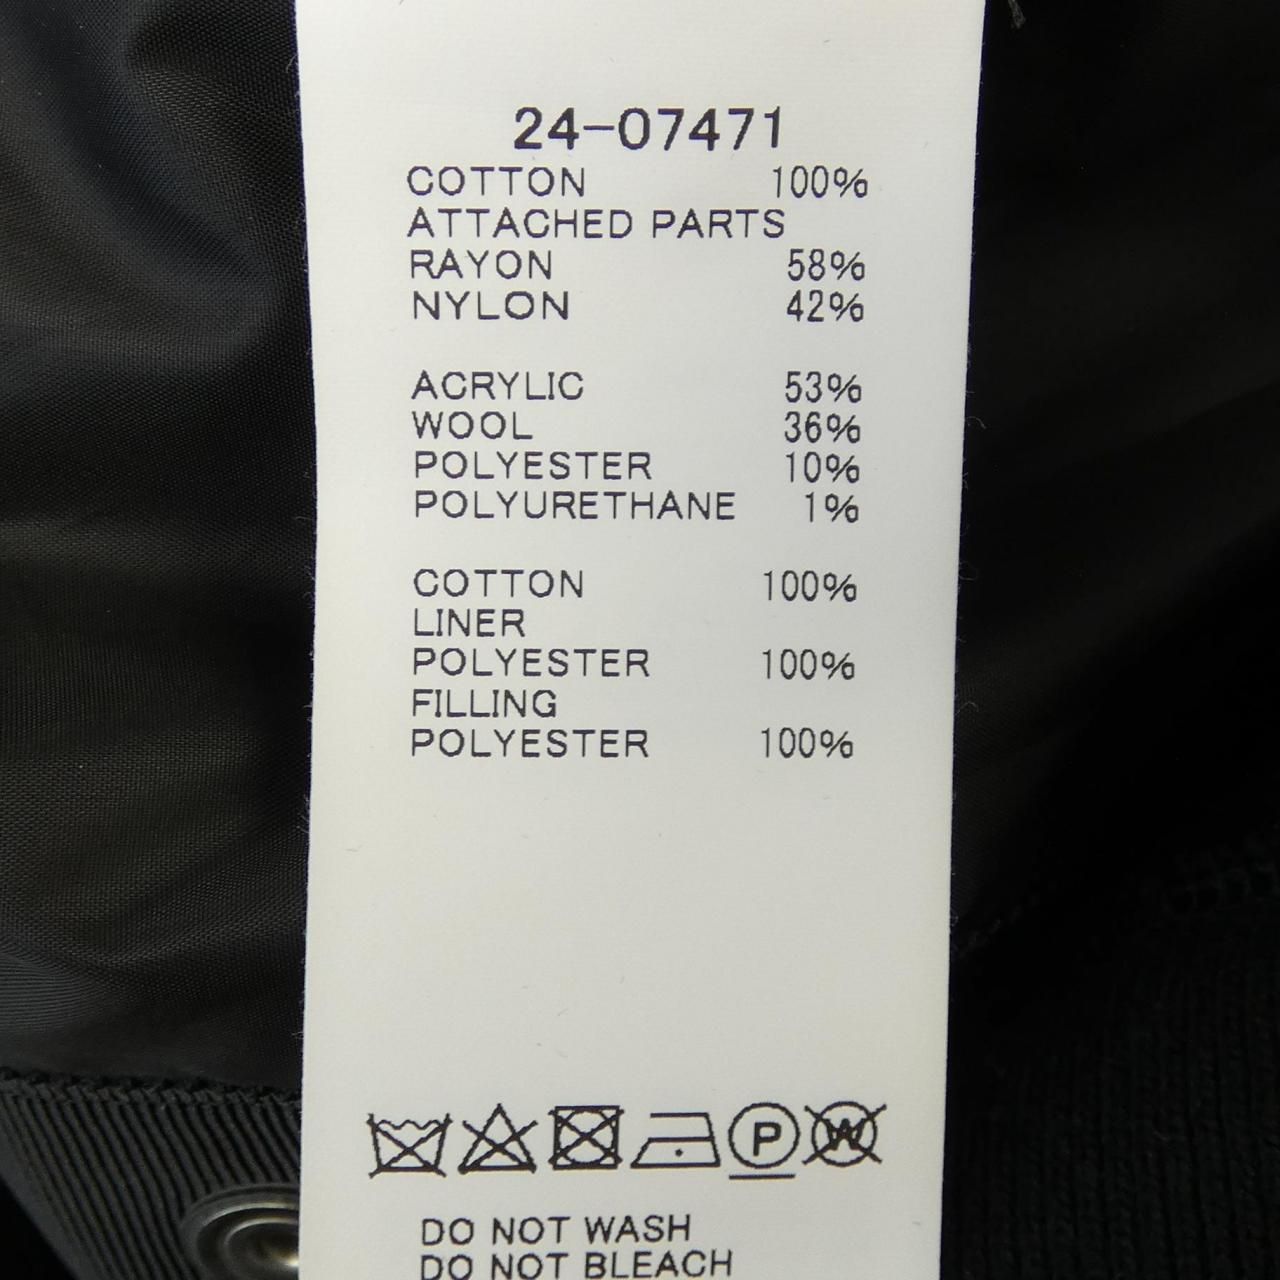 24-07471
COTTON 100%
ATTACHED PARTS
RAYON 58%
NYLON 42%
ACRYLIC 53%
WOOL 36%
POLYESTER 10%
POLYURETHANE 1%
COTTON 100%
LINER
POLYESTER 100%
FILLING
POLYESTER 100%
P W
DO NOT WASH
DO NOT BLEACH